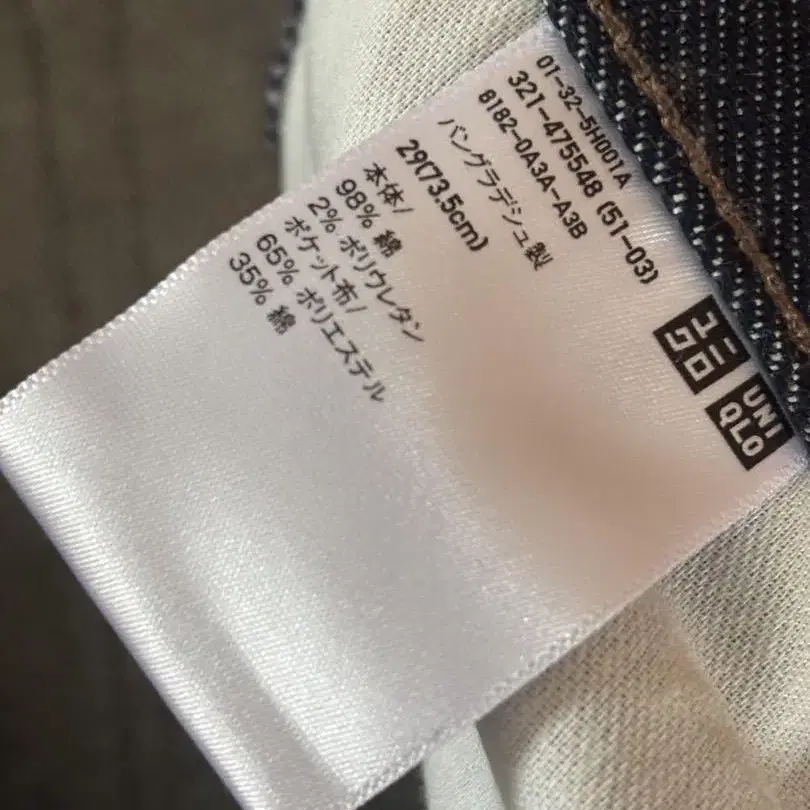 01-32-5H001A
321-475548 (51-03)
8182-0A3A-A3B
バングラデシュ製
29(73.5cm)
本体/
98% 綿
2% ポリウレタン
ポケット布/
65% ポリエステル
35% 綿
ユニ
クロ
UNI
QLO